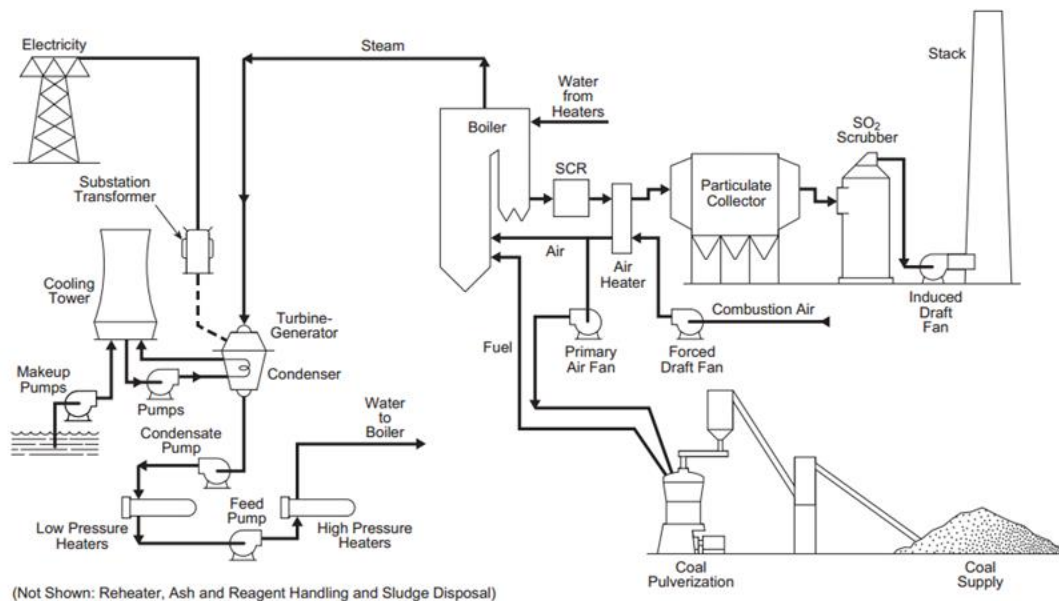 Electricity
Steam
Stack
Water
from
Heaters
Boiler
SO₂
Scrubber
SCR
Particulate
Collector
Substation
Transformer
Air
Air
Heater
Cooling
Tower
Turbine-
Generator
Combustion Air
Induced
Draft
Fan
Fuel
Primary
Air Fan
Forced
Draft Fan
Condenser
Makeup
Pumps
Pumps
Water
to
Boiler
Condensate
Pump
Feed
Pump
Low Pressure
Heaters
High Pressure
Heaters
Coal
Pulverization
Coal
Supply
(Not Shown: Reheater, Ash and Reagent Handling and Sludge Disposal)